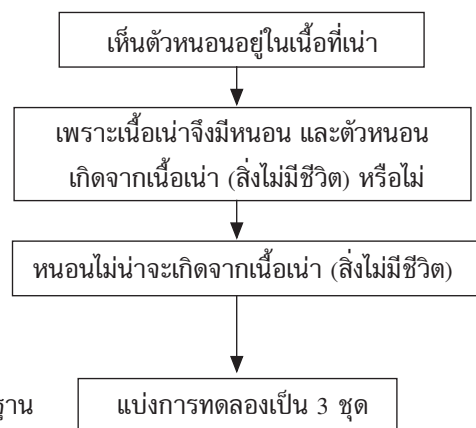 เห็นตัวหนอนอยู่ในเนื้อที่เน่า
เพราะเนื้อเน่าจึงมีหนอน และตัวหนอน
เกิดจากเนื้อเน่า (สิ่งไม่มีชีวิต) หรือไม่
หนอนไม่น่าจะเกิดจากเนื้อเน่า (สิ่งไม่มีชีวิต)
ฐาน แบ่งการทดลองเป็น 3 ชุด